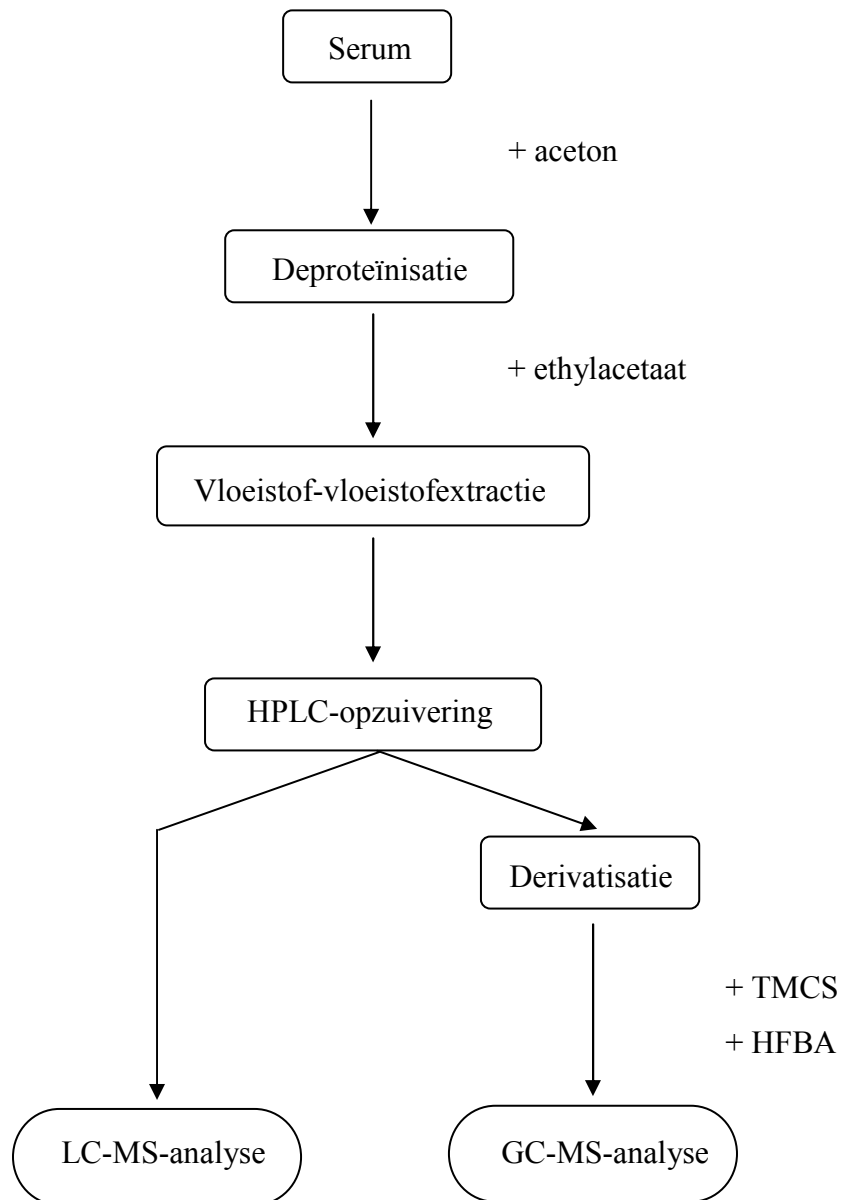 Serum
+ aceton
Deproteïnisatie
+ ethylacetaat
Vloeistof-vloeistofextractie
HPLC-opzuivering
Derivatisatie
+ TMCS
+ HFBA
LC-MS-analyse
GC-MS-analyse